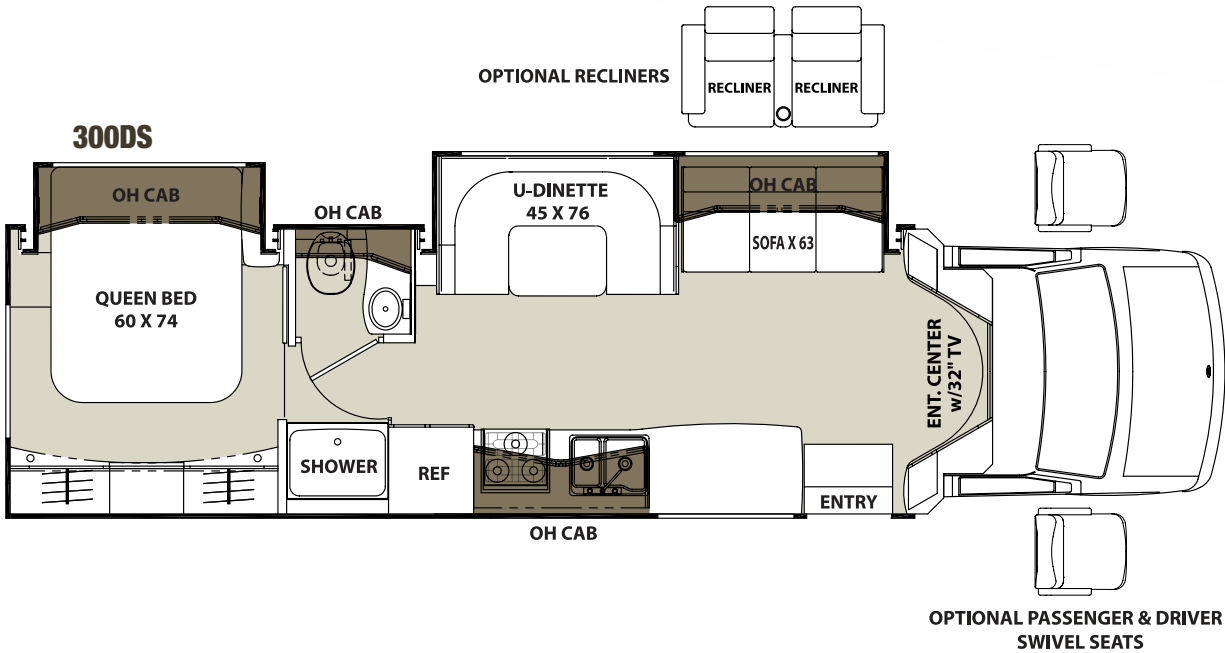 OPTIONAL RECLINERS
RECLINER RECLINER
300DS
OH CAB
OH CAB
U-DINETTE
45 X 76
OH CAB
SOFA X 63
QUEEN BED
60 X 74
ENT. CENTER
w/32" TV
SHOWER
REF
ENTRY
OH CAB
OPTIONAL PASSENGER & DRIVER
SWIVEL SEATS